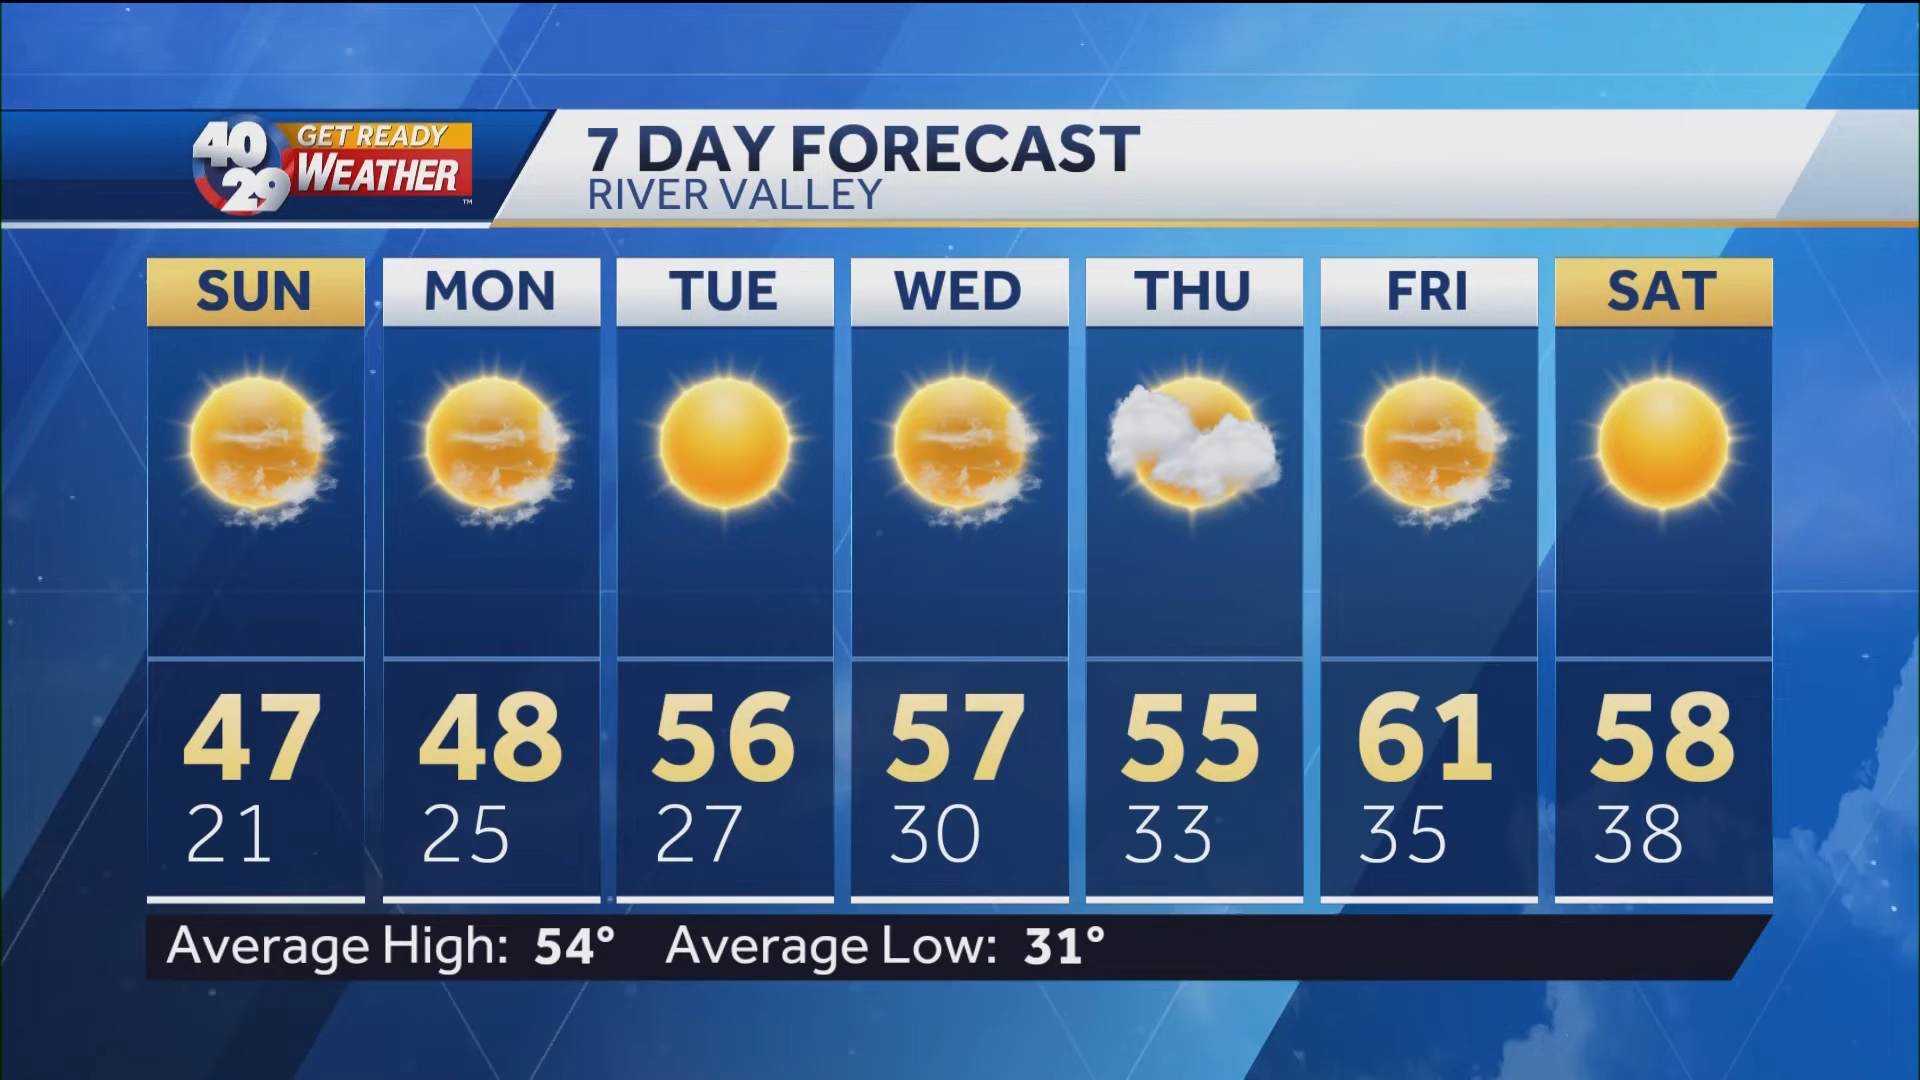 40
29
GET READY
WEATHER™
7 DAY FORECAST
RIVER VALLEY
SUN MON TUE WED THU FRI SAT
47 48 56 57 55 61 58
21 25 27 30 33 35 38
Average High: 54° Average Low: 31°